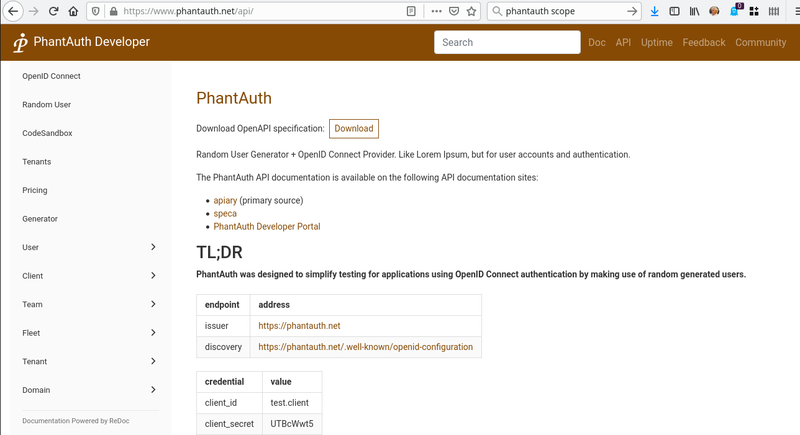 https://www.phantauth.net/api/
phantauth scope
0
PhantAuth Developer
Search
Doc API Uptime Feedback Community
OpenID Connect
Random User
CodeSandbox
Tenants
Pricing
Generator
User
Client
Team
Fleet
Tenant
Domain
Documentation Powered by ReDoc
PhantAuth
Download OpenAPI specification: Download
Random User Generator + OpenID Connect Provider. Like Lorem Ipsum, but for user accounts and authentication.
The PhantAuth API documentation is available on the following API documentation sites:
apiary (primary source)
speca
PhantAuth Developer Portal
TL;DR
PhantAuth was designed to simplify testing for applications using OpenID Connect authentication by making use of random generated users.
endpoint address
issuer https://phantauth.net
discovery https://phantauth.net/.well-known/openid-configuration
credential value
client_id test.client
client_secret UTBcWwt5